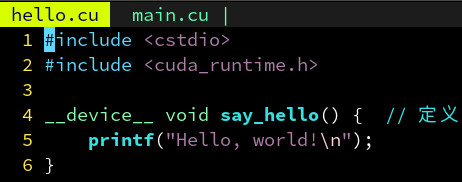 hello.cu main.cu |
1 #include <cstdio>
2 #include <cuda_runtime.h>
3
4 __device__ void say_hello() { // 定义
5 printf("Hello, world!\n");
6 }